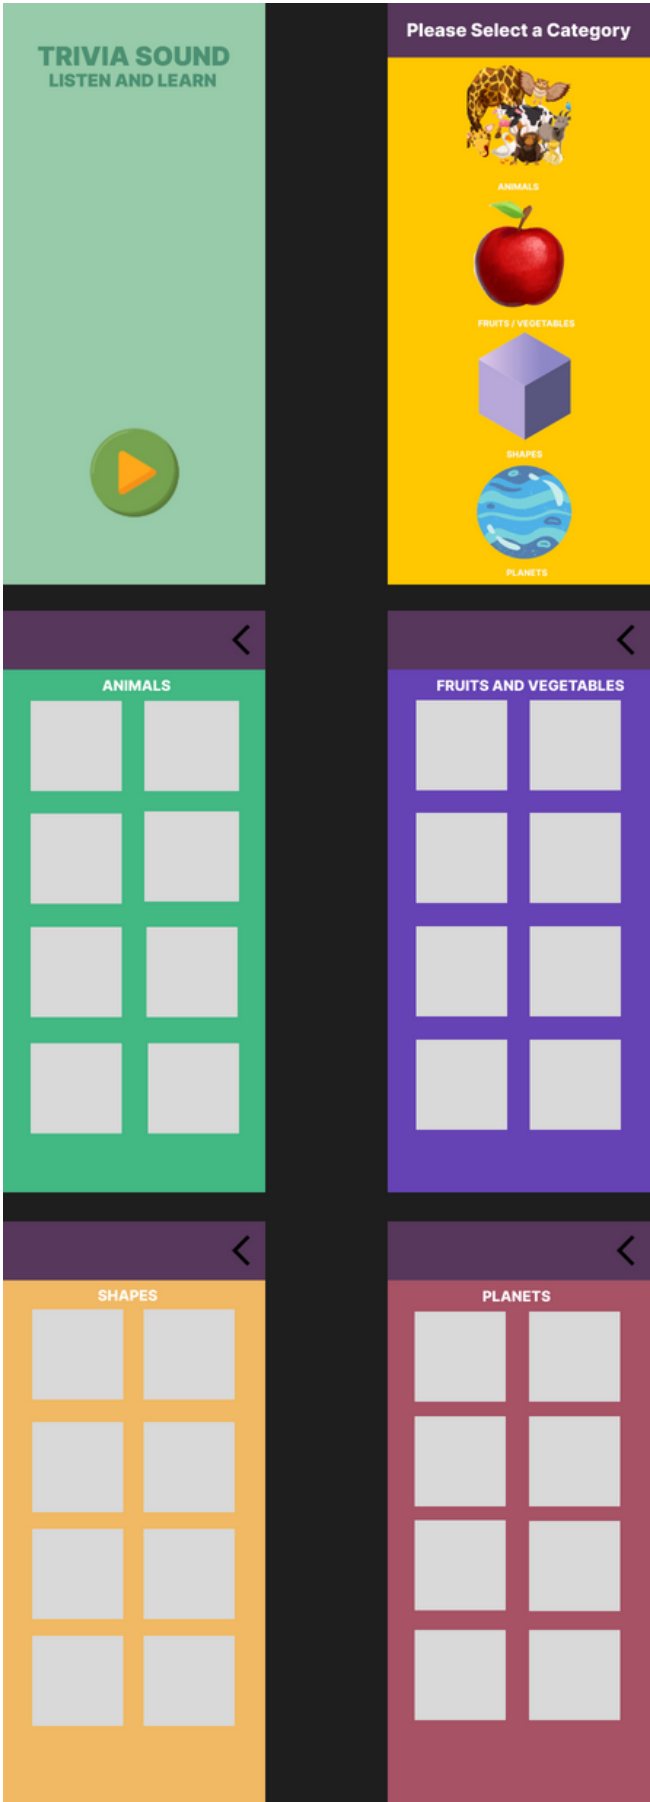 TRIVIA SOUND
LISTEN AND LEARN
Please Select a Category
ANIMALS
FRUITS / VEGETABLES
SHAPES
PLANETS
ANIMALS
FRUITS AND VEGETABLES
SHAPES
PLANETS